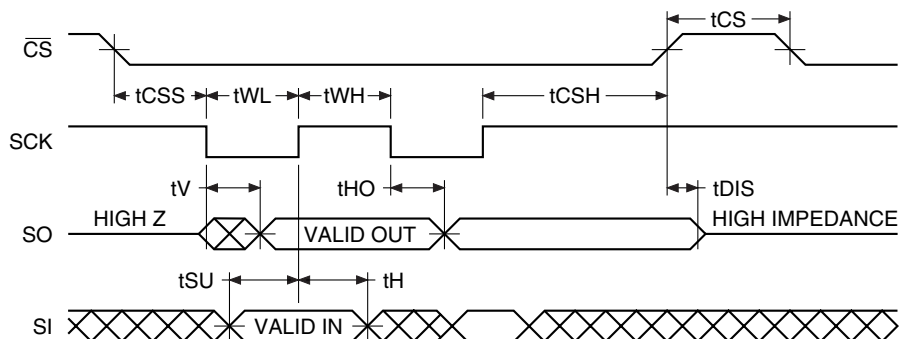 tCS
CS
tCSS tWL tWH tCSH
SCK
tV tHO tDIS
HIGH Z VALID OUT HIGH IMPEDANCE
SO
tSU tH
SI VALID IN